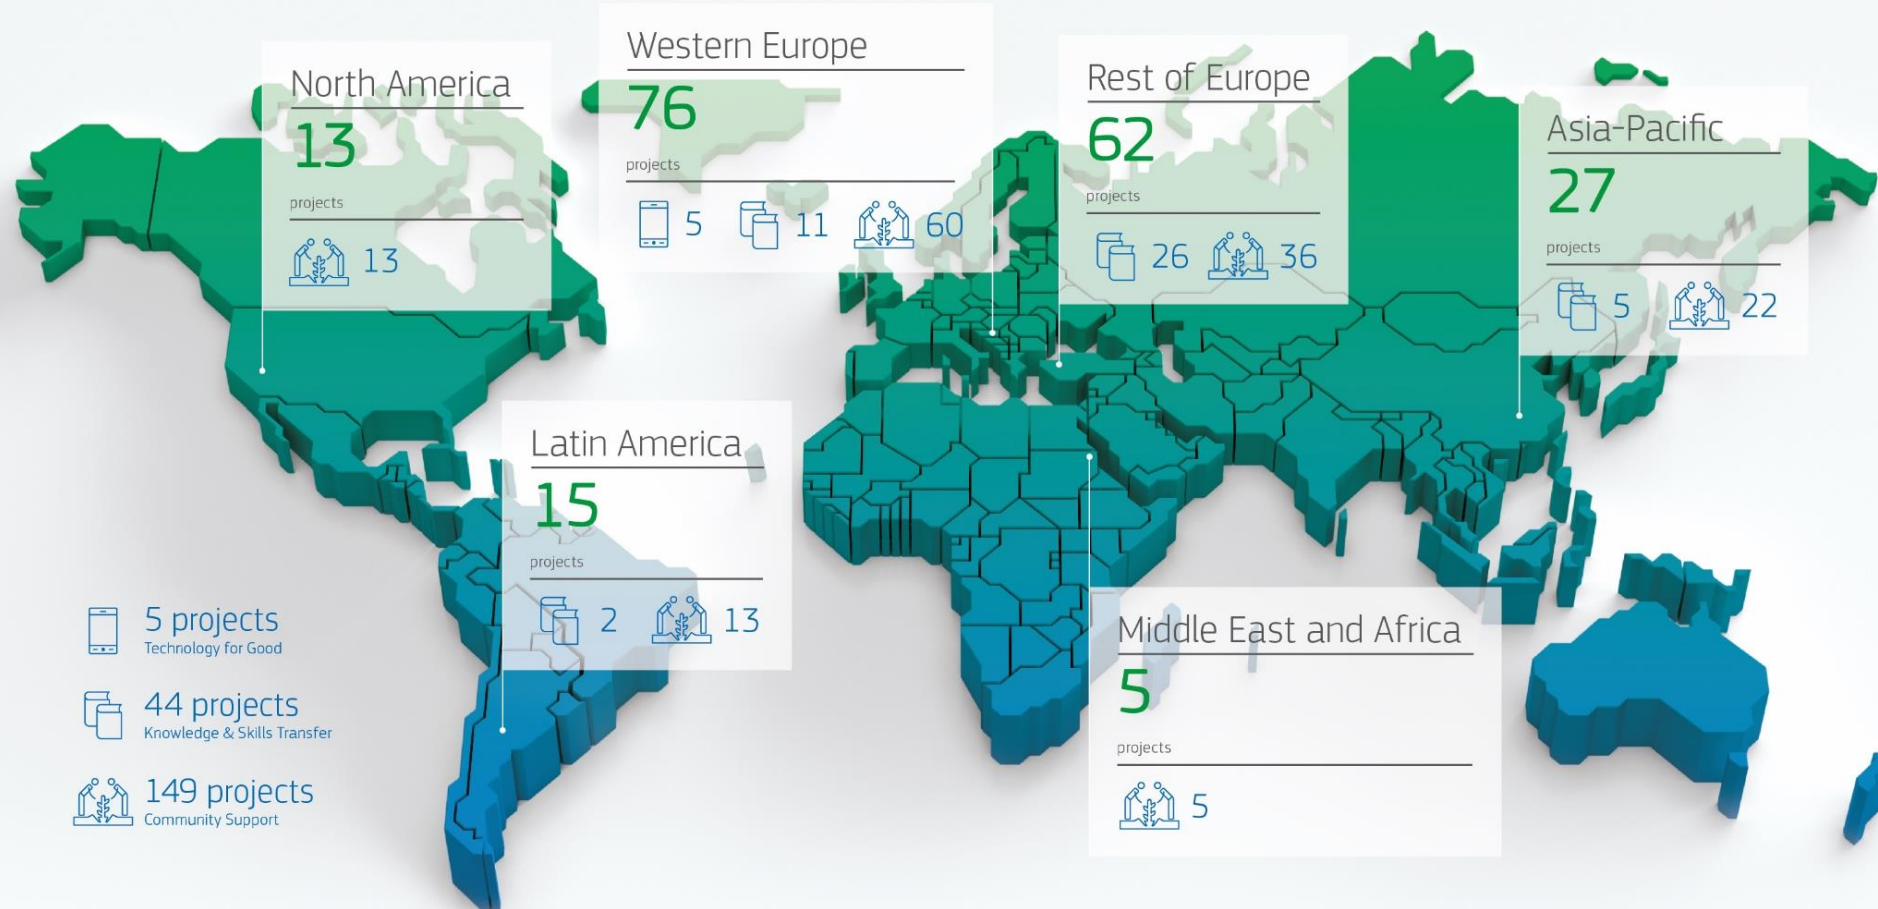 North America
13
projects
13
Western Europe
76
projects
5 11 60
Rest of Europe
62
projects
26 36
Asia-Pacific
27
projects
5 22
Latin America
15
projects
2 13
Middle East and Africa
5
projects
5
5 projects
Technology for Good
44 projects
Knowledge & Skills Transfer
149 projects
Community Support